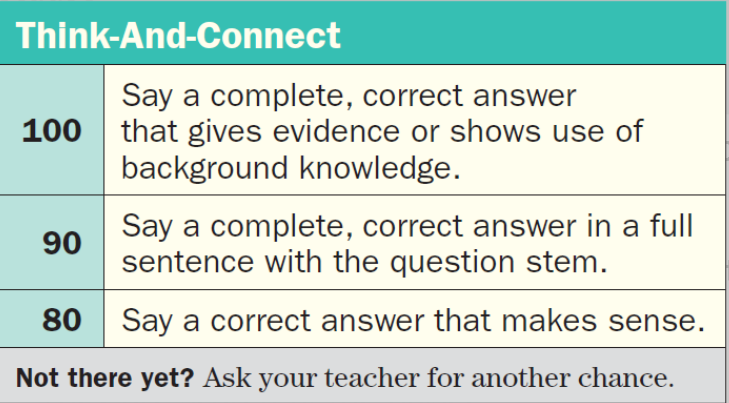 Think-And-Connect
100
Say a complete, correct answer
that gives evidence or shows use of
background knowledge.
90
Say a complete, correct answer in a full
sentence with the question stem.
80
Say a correct answer that makes sense.
Not there yet? Ask your teacher for another chance.